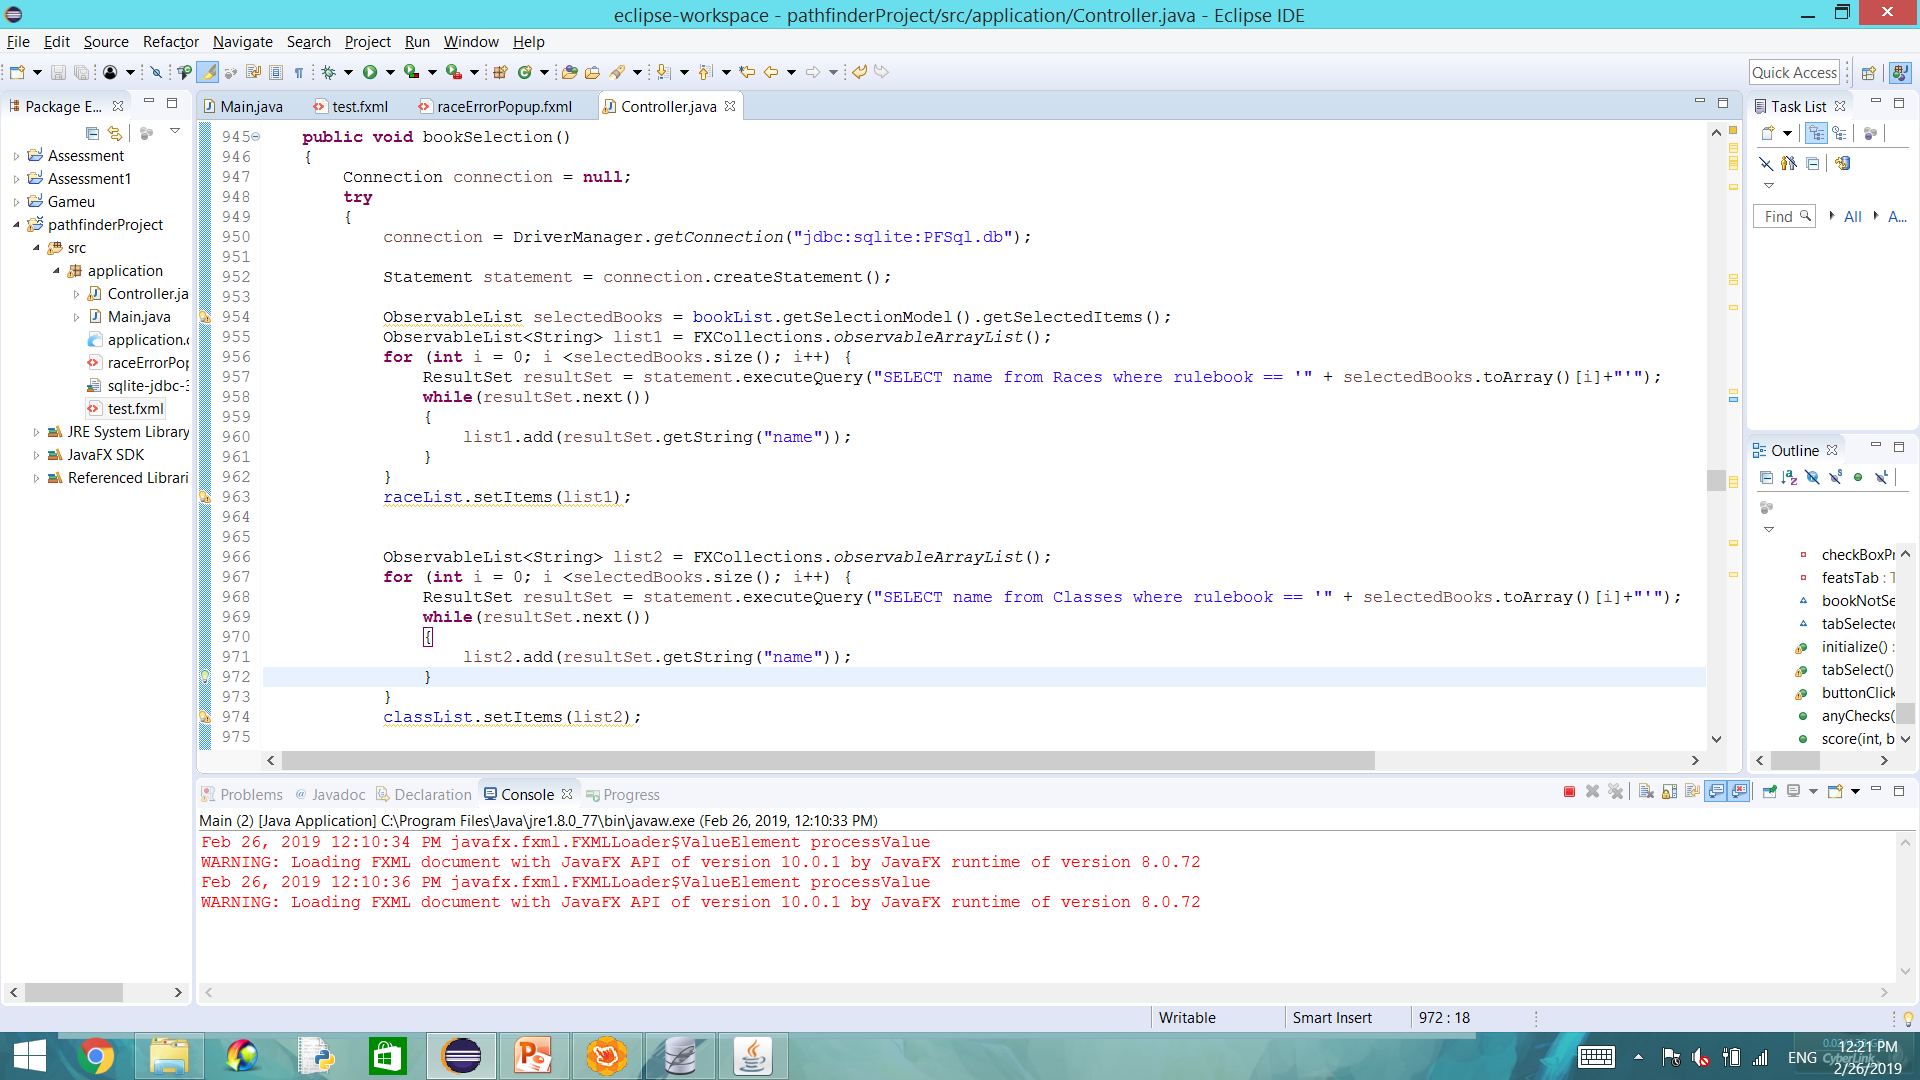 eclipse-workspace - pathfinderProject/src/application/Controller.java - Eclipse IDE
File Edit Source Refactor Navigate Search Project Run Window Help
Quick Access
Package E...
Assessment
Assessment1
Gameu
pathfinderProject
src
application
Controller.ja
Main.java
application.c
raceErrorPop
sqlite-jdbc-3
test.fxml
JRE System Library
JavaFX SDK
Referenced Librari
Main.java test.fxml raceErrorPopup.fxml Controller.java
945 public void bookSelection()
946 {
947 Connection connection = null;
948 try
949 {
950 connection = DriverManager.getConnection("jdbc:sqlite:PFSql.db");
951
952 Statement statement = connection.createStatement();
953
954 ObservableList selectedBooks = bookList.getSelectionModel().getSelectedItems();
955 ObservableList<String> list1 = FXCollections.observableArrayList();
956 for (int i = 0; i <selectedBooks.size(); i++) {
957 ResultSet resultSet = statement.executeQuery("SELECT name from Races where rulebook == '" + selectedBooks.toArray()[i]+"'");
958 while(resultSet.next())
959 {
960 list1.add(resultSet.getString("name"));
961 }
962 }
963 raceList.setItems(list1);
964
965
966 ObservableList<String> list2 = FXCollections.observableArrayList();
967 for (int i = 0; i <selectedBooks.size(); i++) {
968 ResultSet resultSet = statement.executeQuery("SELECT name from Classes where rulebook == '" + selectedBooks.toArray()[i]+"'");
969 while(resultSet.next())
970 {
971 list2.add(resultSet.getString("name"));
972 }
973 }
974 classList.setItems(list2);
975
Task List
Find All A...
Outline
checkBoxPr
featsTab : T
bookNotSe
tabSelected
initialize() :
tabSelect()
buttonClick
anyChecks(
score(int, b
Problems @ Javadoc Declaration Console Progress
Main (2) [Java Application] C:\Program Files\Java\jre1.8.0_77\bin\javaw.exe (Feb 26, 2019, 12:10:33 PM)
Feb 26, 2019 12:10:34 PM javafx.fxml.FXMLLoader$ValueElement processValue
WARNING: Loading FXML document with JavaFX API of version 10.0.1 by JavaFX runtime of version 8.0.72
Feb 26, 2019 12:10:36 PM javafx.fxml.FXMLLoader$ValueElement processValue
WARNING: Loading FXML document with JavaFX API of version 10.0.1 by JavaFX runtime of version 8.0.72
Writable Smart Insert 972 : 18
ENG
12:21 PM
CyberLink
2/26/2019